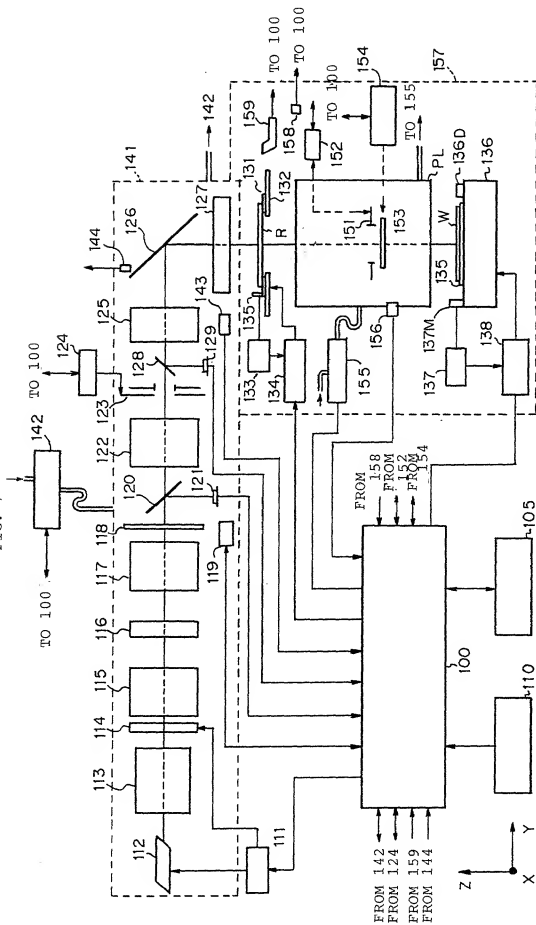 TO 100
142
124
TO 100
141
144
126
142
112
113
114
115
116
117
118
120
122
123
128
125
127
119
121
129
143
111
TO 100
TO 100
159
158
TO 100
152
154
TO 155
157
131
132
R
135
133
134
151
153
PL
156
155
136D
W
135
136
137M
137
138
FROM 158
FROM 152
FROM 154
100
FROM 142
FROM 124
FROM 159
FROM 144
110
105
Z
X
Y